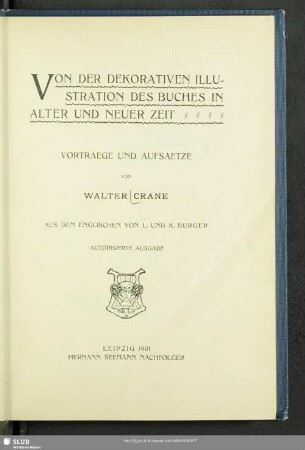 VON DER DEKORATIVEN ILLU-
STRATION DES BUCHES IN
ALTER UND NEUER ZEIT
VORTRAEGE UND AUFSAETZE
VON
WALTER CRANE
AUS DEM ENGLISCHEN VON L. UND K. BURGER
AUTORISIERTE AUSGABE
LEIPZIG 1901
HERMANN SEEMANN NACHFOLGER
SLUB